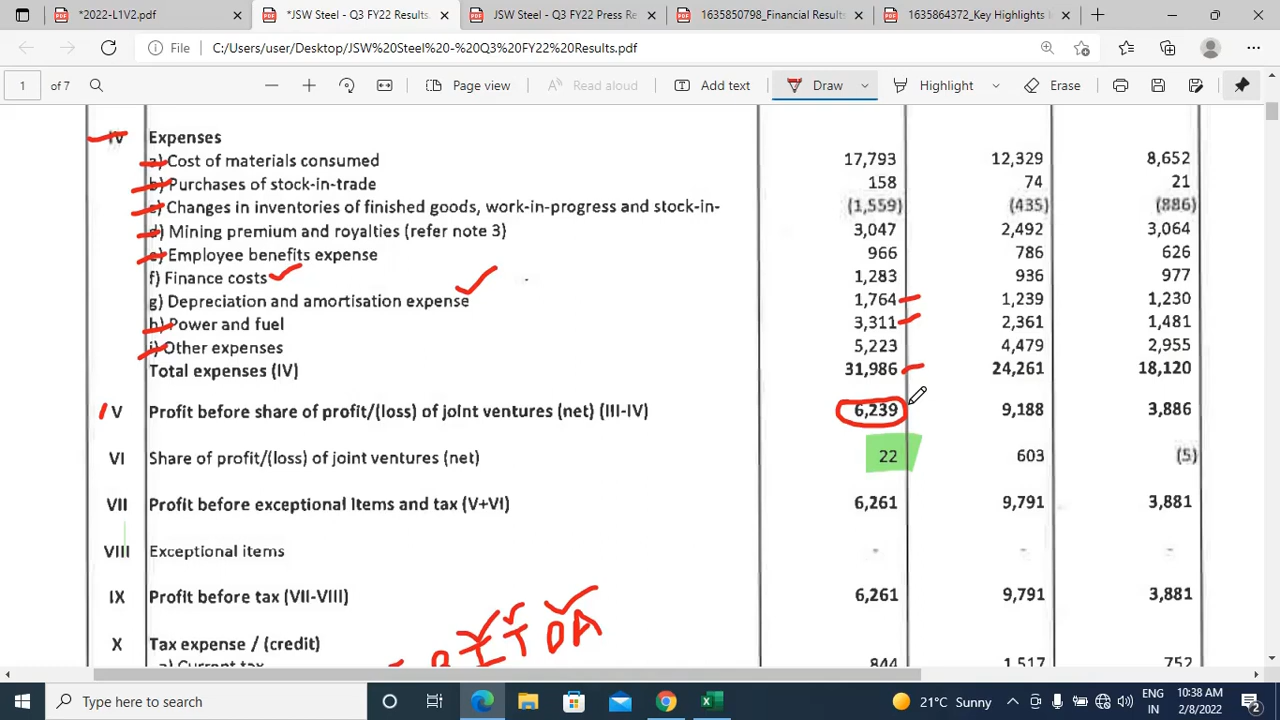 *2022-L1V2.pdf
*JSW Steel - Q3 FY22 Results.
JSW Steel - Q3 FY22 Press Re
1635850798_Financial Results
1635864372_Key Highlights
File C:/Users/user/Desktop/JSW%20Steel%20-%20Q3%20FY22%20Results.pdf
1 of 7 Page view Read aloud Add text Draw Highlight Erase
IV Expenses
a) Cost of materials consumed 17,793 12,329 8,652
b) Purchases of stock-in-trade 158 74 21
c) Changes in inventories of finished goods, work-in-progress and stock-in- (1,559) (435) (886)
d) Mining premium and royalties (refer note 3) 3,047 2,492 3,064
e) Employee benefits expense 966 786 626
f) Finance costs 1,283 936 977
g) Depreciation and amortisation expense 1,764 1,239 1,230
h) Power and fuel 3,311 2,361 1,481
i) Other expenses 5,223 4,479 2,955
Total expenses (IV) 31,986 24,261 18,120
V Profit before share of profit/(loss) of joint ventures (net) (III-IV) 6,239 9,188 3,886
VI Share of profit/(loss) of joint ventures (net) 22 603 (5)
VII Profit before exceptional items and tax (V+VI) 6,261 9,791 3,881
VIII Exceptional items - - -
IX Profit before tax (VII-VIII) 6,261 9,791 3,881
ITDA
X Tax expense / (credit)
a) Current tax 844 1,517 752
Type here to search
21°C Sunny
ENG
IN
10:38 AM
2/8/2022
2